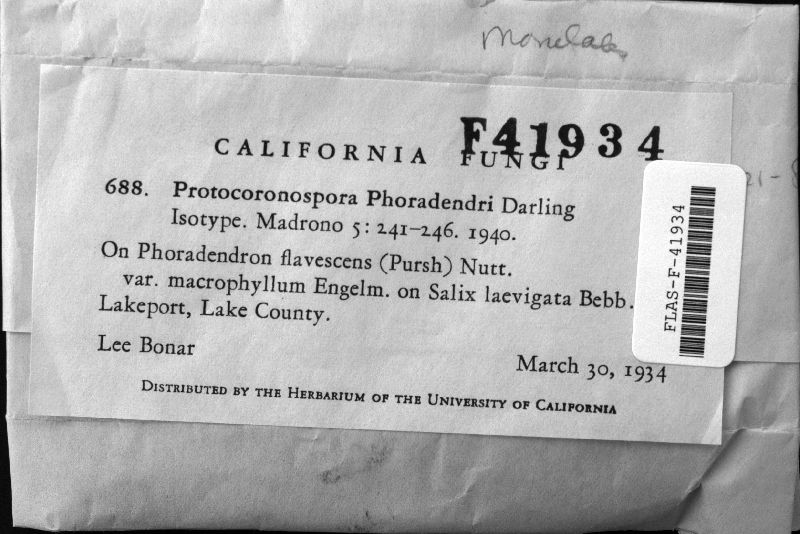 F41934
CALIFORNIA FUNGI
688. Protocoronospora Phoradendri Darling
Isotype. Madrono 5: 241–246. 1940.
On Phoradendron flavescens (Pursh) Nutt.
var. macrophyllum Engelm. on Salix laevigata Bebb.
Lakeport, Lake County.
Lee Bonar
March 30, 1934
DISTRIBUTED BY THE HERBARIUM OF THE UNIVERSITY OF CALIFORNIA
FLAS-F-41934